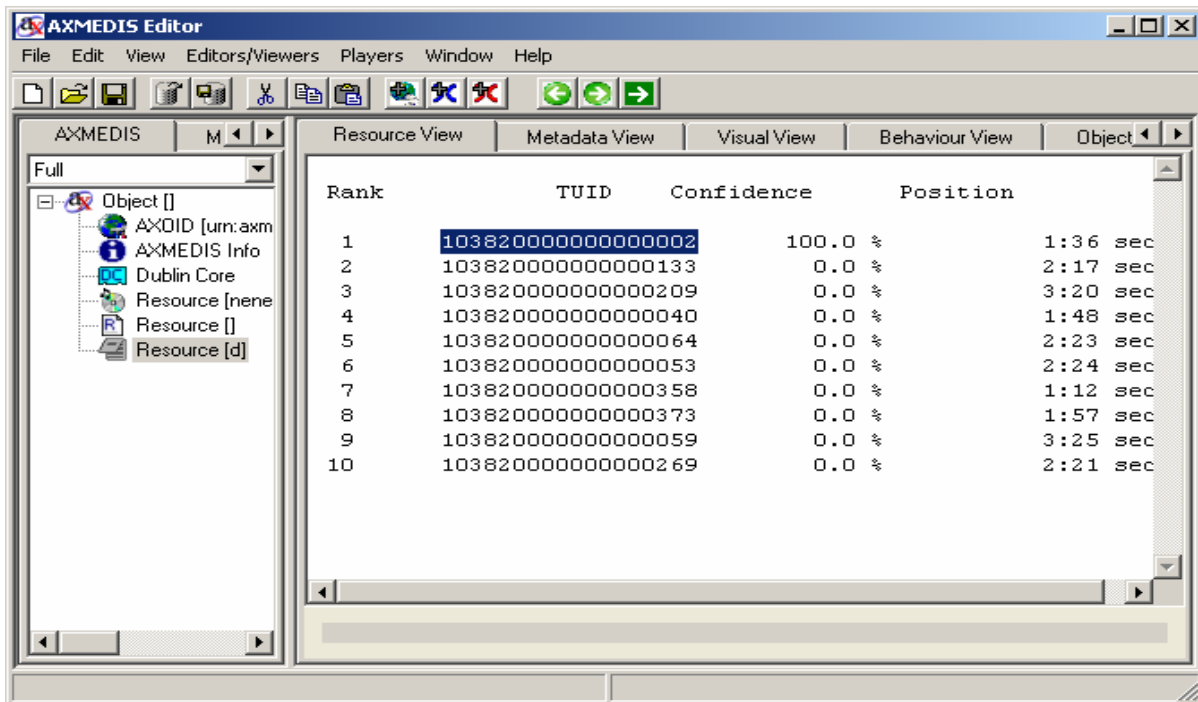 AXMEDIS Editor
File Edit View Editors/Viewers Players Window Help
AXMEDIS M
Resource View Metadata View Visual View Behaviour View Object
Full
Object []
AXOID [urn:axm
AXMEDIS Info
DC Dublin Core
Resource [nene
R Resource []
Resource [d]
Rank TUID Confidence Position
1 103820000000000002 100.0 % 1:36 sec
2 103820000000000133 0.0 % 2:17 sec
3 103820000000000209 0.0 % 3:20 sec
4 103820000000000040 0.0 % 1:48 sec
5 103820000000000064 0.0 % 2:23 sec
6 103820000000000053 0.0 % 2:24 sec
7 103820000000000358 0.0 % 1:12 sec
8 103820000000000373 0.0 % 1:57 sec
9 103820000000000059 0.0 % 3:25 sec
10 103820000000000269 0.0 % 2:21 sec